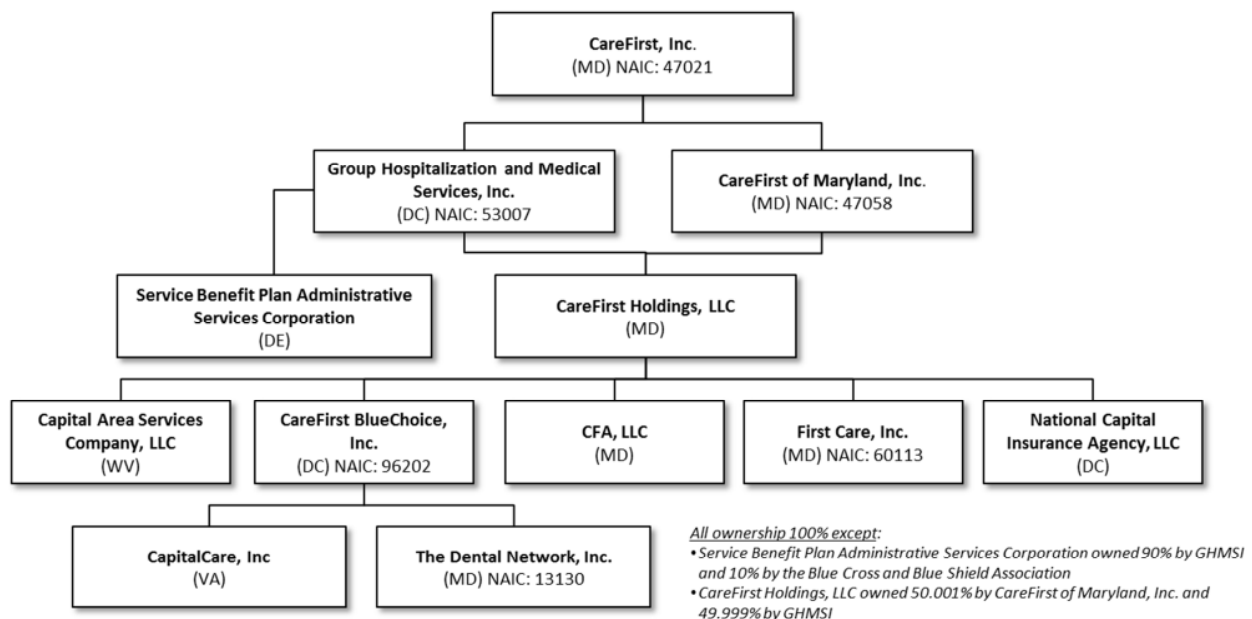 CareFirst, Inc.
(MD) NAIC: 47021
Group Hospitalization and Medical
Services, Inc.
(DC) NAIC: 53007
CareFirst of Maryland, Inc.
(MD) NAIC: 47058
Service Benefit Plan Administrative
Services Corporation
(DE)
CareFirst Holdings, LLC
(MD)
Capital Area Services
Company, LLC
(WV)
CareFirst BlueChoice,
Inc.
(DC) NAIC: 96202
CFA, LLC
(MD)
First Care, Inc.
(MD) NAIC: 60113
National Capital
Insurance Agency, LLC
(DC)
CapitalCare, Inc
(VA)
The Dental Network, Inc.
(MD) NAIC: 13130
All ownership 100% except:
•Service Benefit Plan Administrative Services Corporation owned 90% by GHMSI
and 10% by the Blue Cross and Blue Shield Association
•CareFirst Holdings, LLC owned 50.001% by CareFirst of Maryland, Inc. and
49.999% by GHMSI